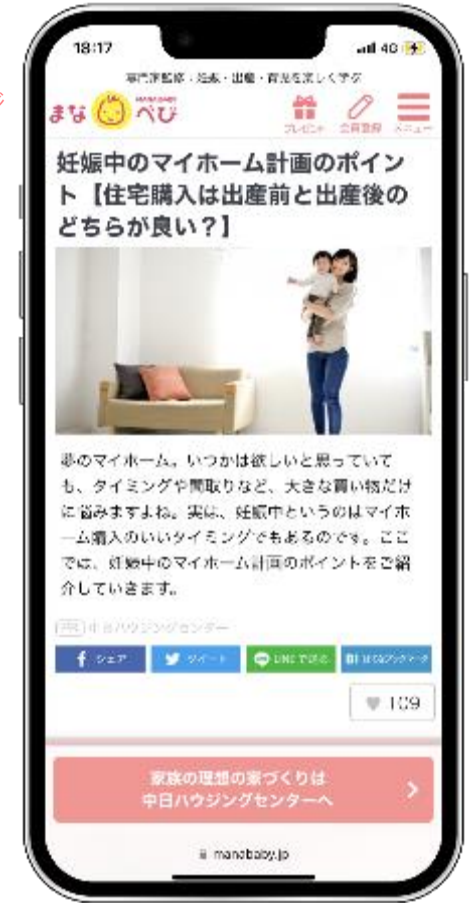 18:17
4G
専門家監修:妊娠・出産・育児を楽しく学ぶ
まな べび
MANABABY
プレゼント 会員登録 メニュー
妊娠中のマイホーム計画のポイン
ト【住宅購入は出産前と出産後の
どちらが良い？】
夢のマイホーム。いつかは欲しいと思っていて
も、タイミングや間取りなど、大きな買い物だけ
に悩みますよね。実は、妊娠中というのはマイホ
ーム購入のいいタイミングでもあるのです。ここ
では、妊娠中のマイホーム計画のポイントをご紹
介していきます。
PR 中日ハウジングセンター
シェア ツイート LINEで送る B! はてなブックマーク
109
家族の理想の家づくりは
中日ハウジングセンターへ
manababy.jp